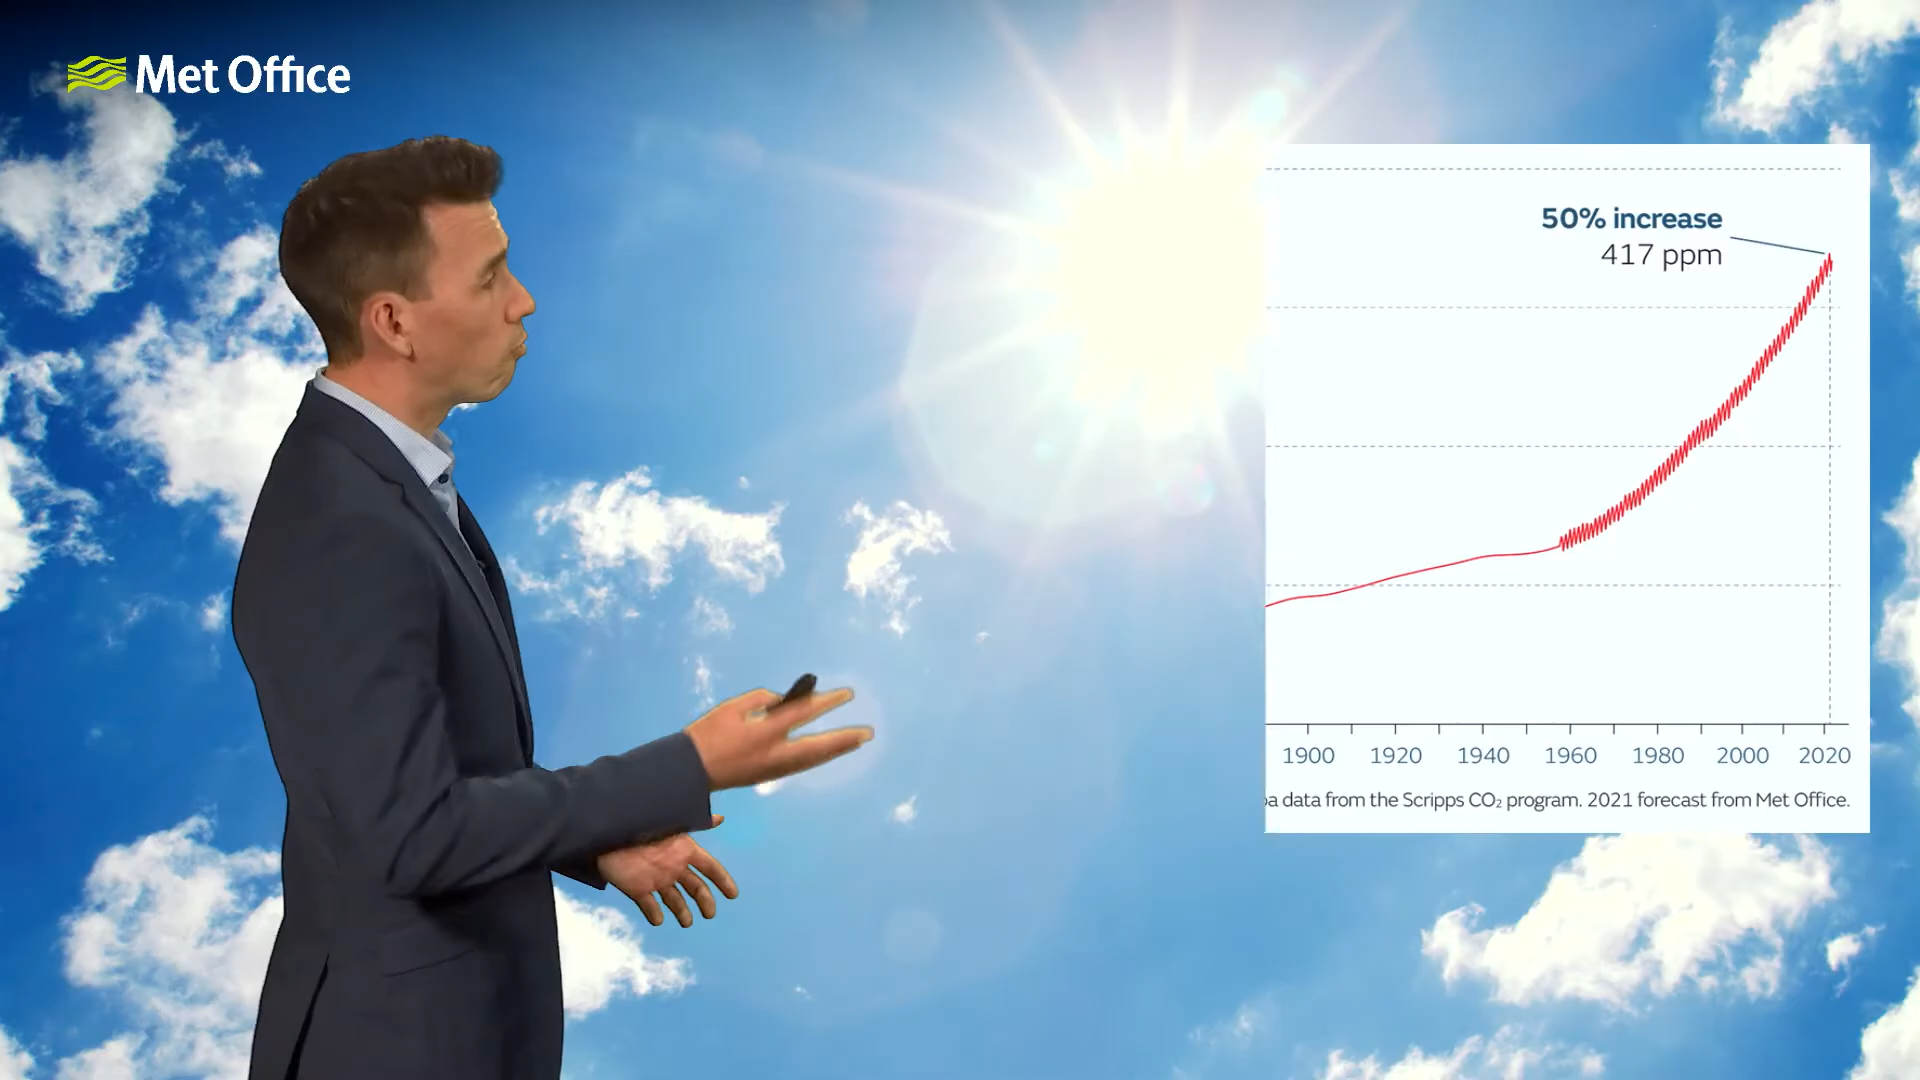 Met Office
50% increase
417 ppm
1900 1920 1940 1960 1980 2000 2020
a data from the Scripps CO₂ program. 2021 forecast from Met Office.